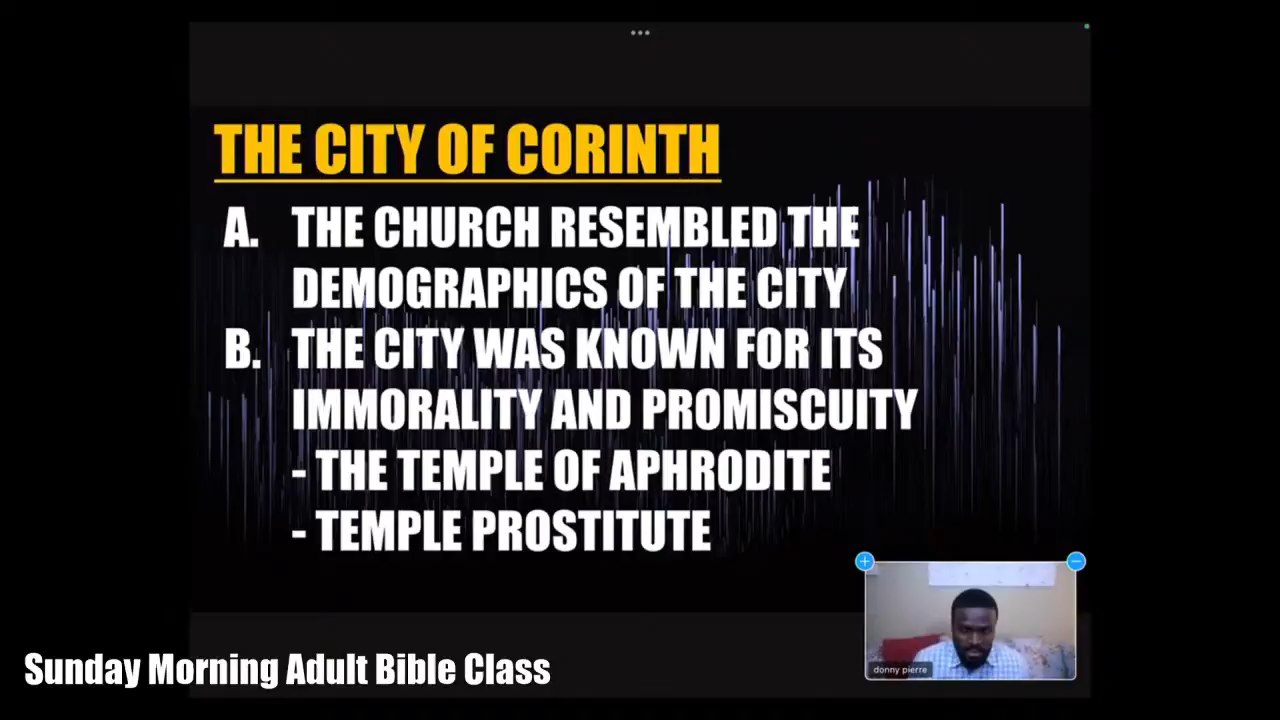 THE CITY OF CORINTH
A. THE CHURCH RESEMBLED THE
DEMOGRAPHICS OF THE CITY
B. THE CITY WAS KNOWN FOR ITS
IMMORALITY AND PROMISCUITY
- THE TEMPLE OF APHRODITE
- TEMPLE PROSTITUTE
donny pierre
Sunday Morning Adult Bible Class